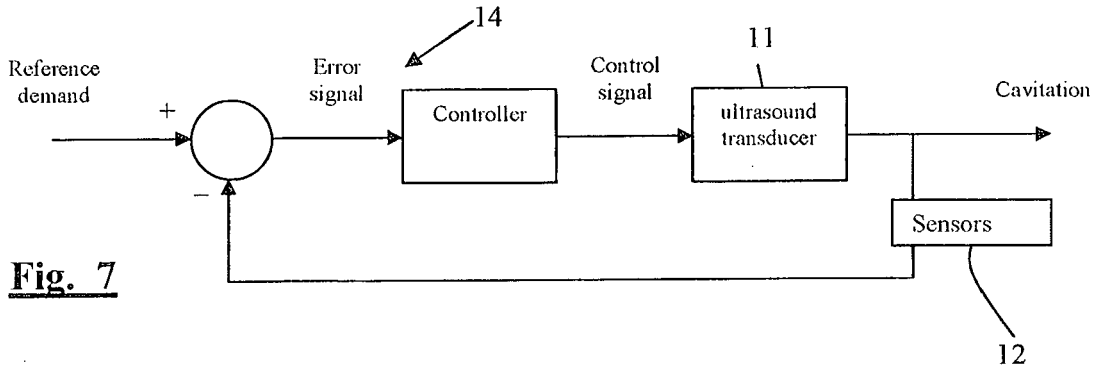 14
11
Reference
demand
Error
signal
Control
signal
Cavitation
+
Controller
ultrasound
transducer
−
Sensors
Fig. 7
12